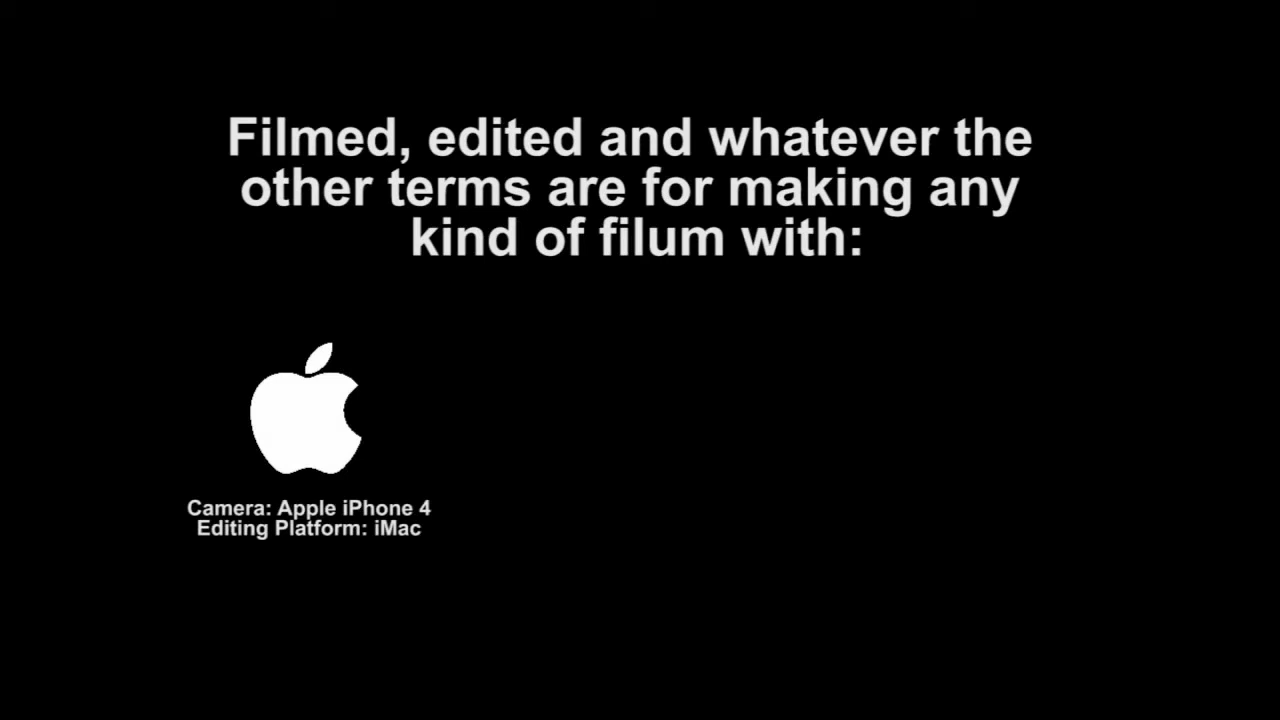 Filmed, edited and whatever the
other terms are for making any
kind of filum with:
Camera: Apple iPhone 4
Editing Platform: iMac